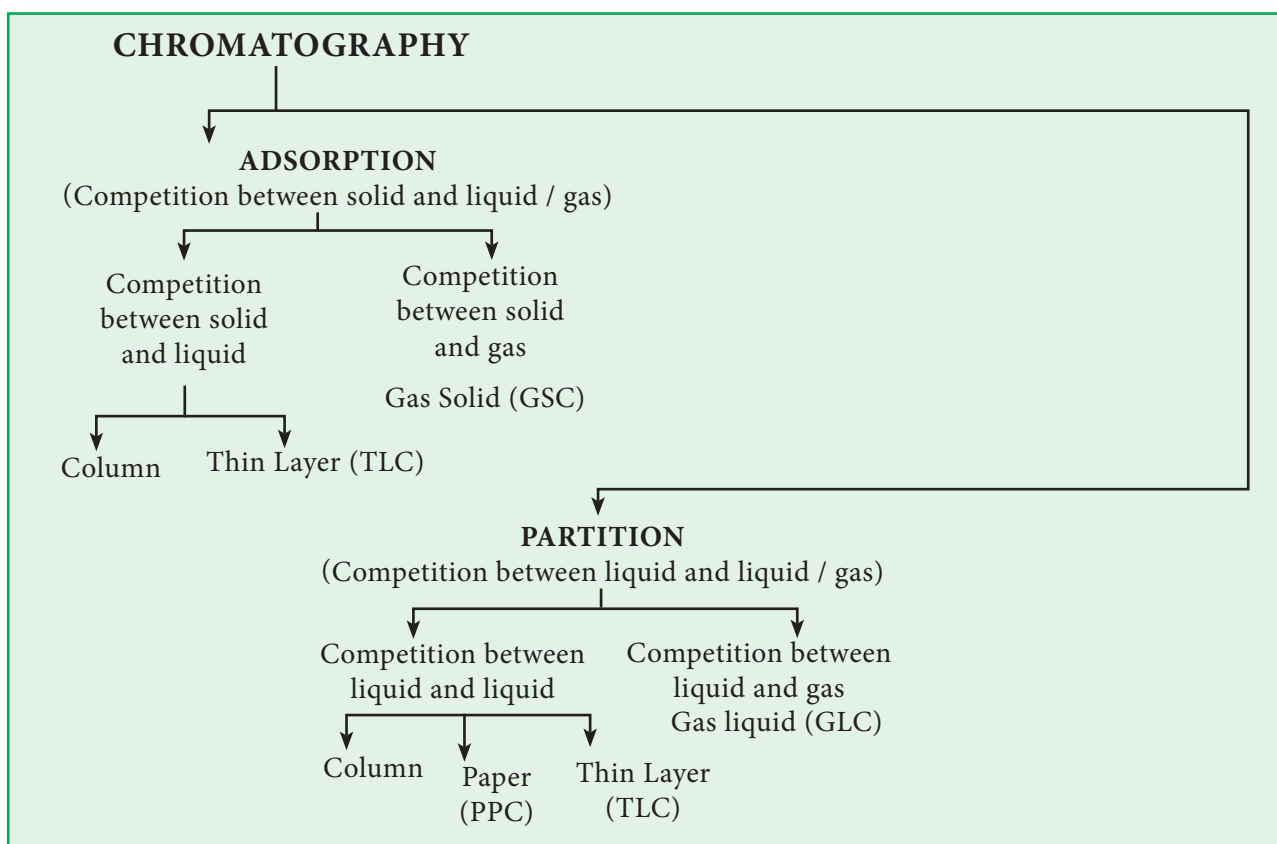 CHROMATOGRAPHY
ADSORPTION
(Competition between solid and liquid / gas)
Competition
between solid
and liquid
Competition
between solid
and gas
Gas Solid (GSC)
Column
Thin Layer (TLC)
PARTITION
(Competition between liquid and liquid / gas)
Competition between
liquid and liquid
Competition between
liquid and gas
Gas liquid (GLC)
Column
Paper
(PPC)
Thin Layer
(TLC)